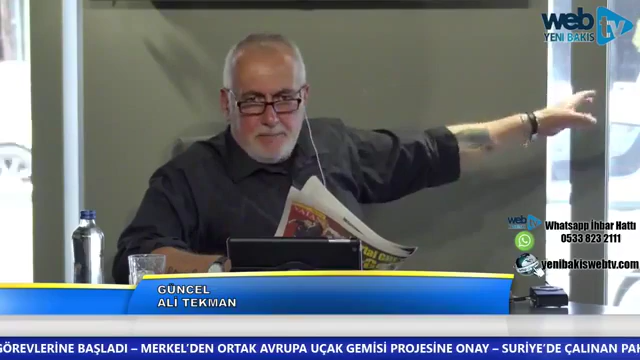 web tv
YENİ BAKIŞ
web tv
Whatsapp İhbar Hattı
0533 823 2111
yenibakiswebtv.com
GÜNCEL
ALİ TEKMAN
GÖREVLERİNE BAŞLADI – MERKEL'DEN ORTAK AVRUPA UÇAK GEMİSİ PROJESİNE ONAY – SURİYE'DE ÇALINAN PA